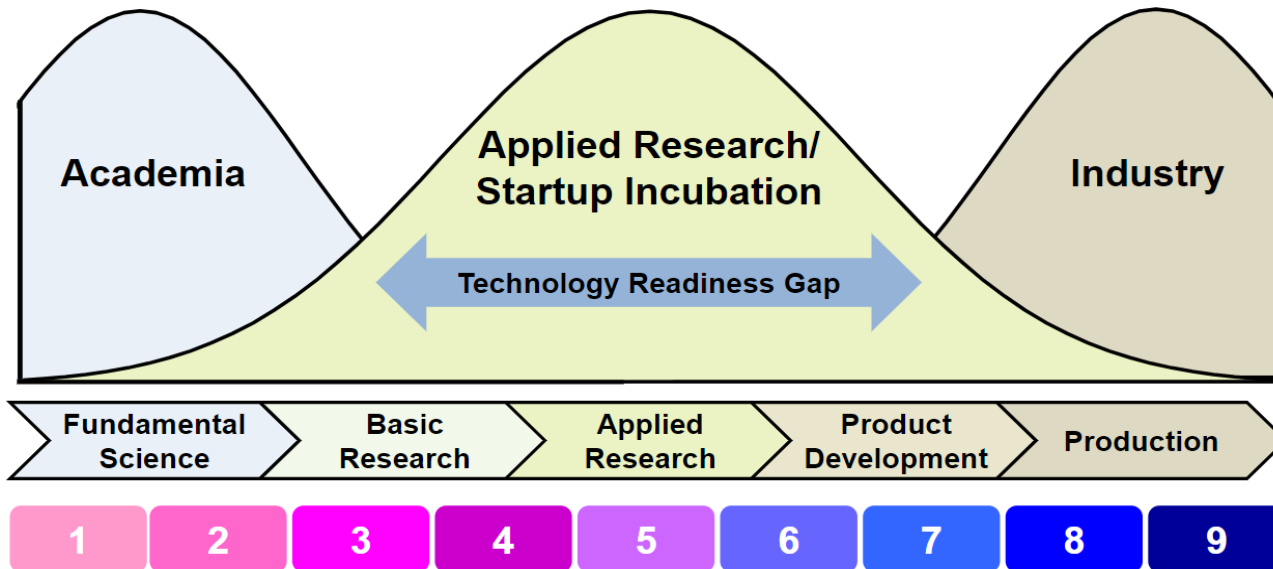 Academia
Applied Research/
Startup Incubation
Industry
Technology Readiness Gap
Fundamental
Science
Basic
Research
Applied
Research
Product
Development
Production
1
2
3
4
5
6
7
8
9